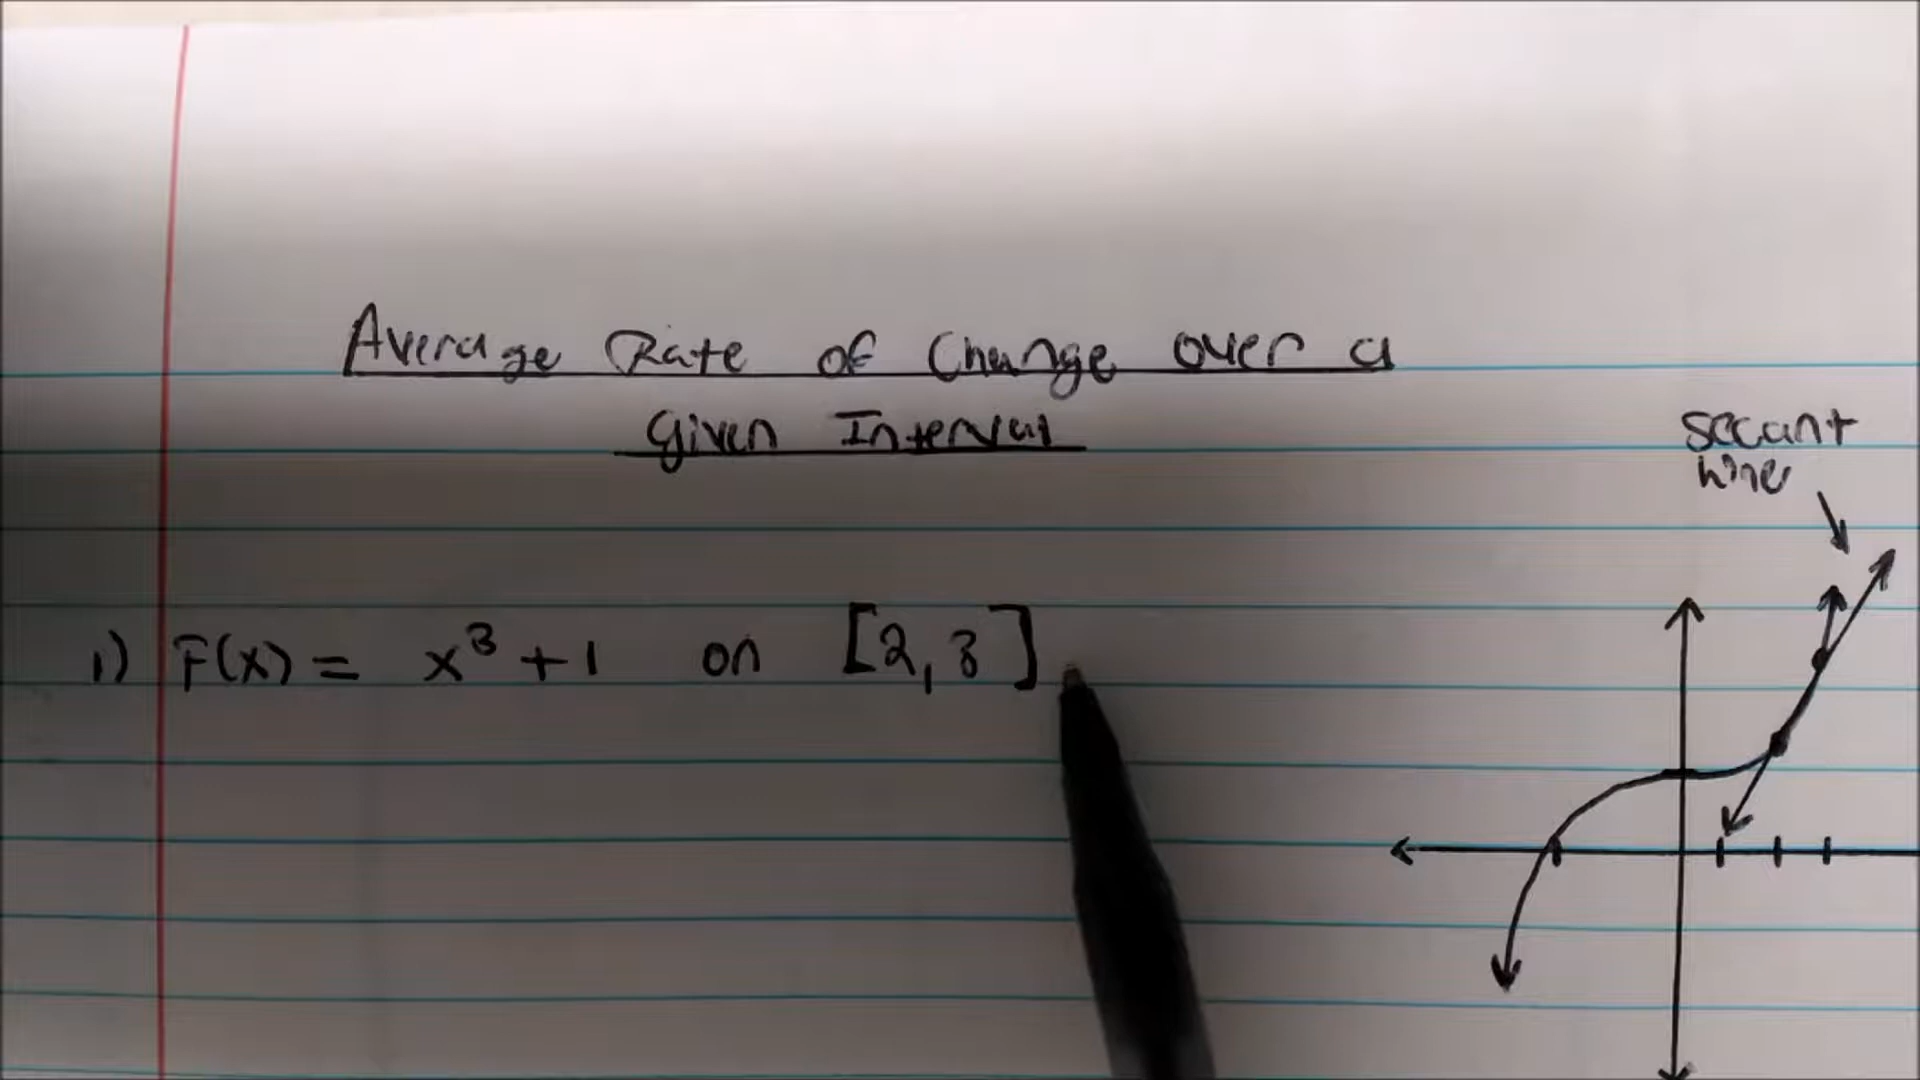 Average Rate of Change over a
given Interval
secant
line
1) F(x) = x³ + 1 on [2, 3]